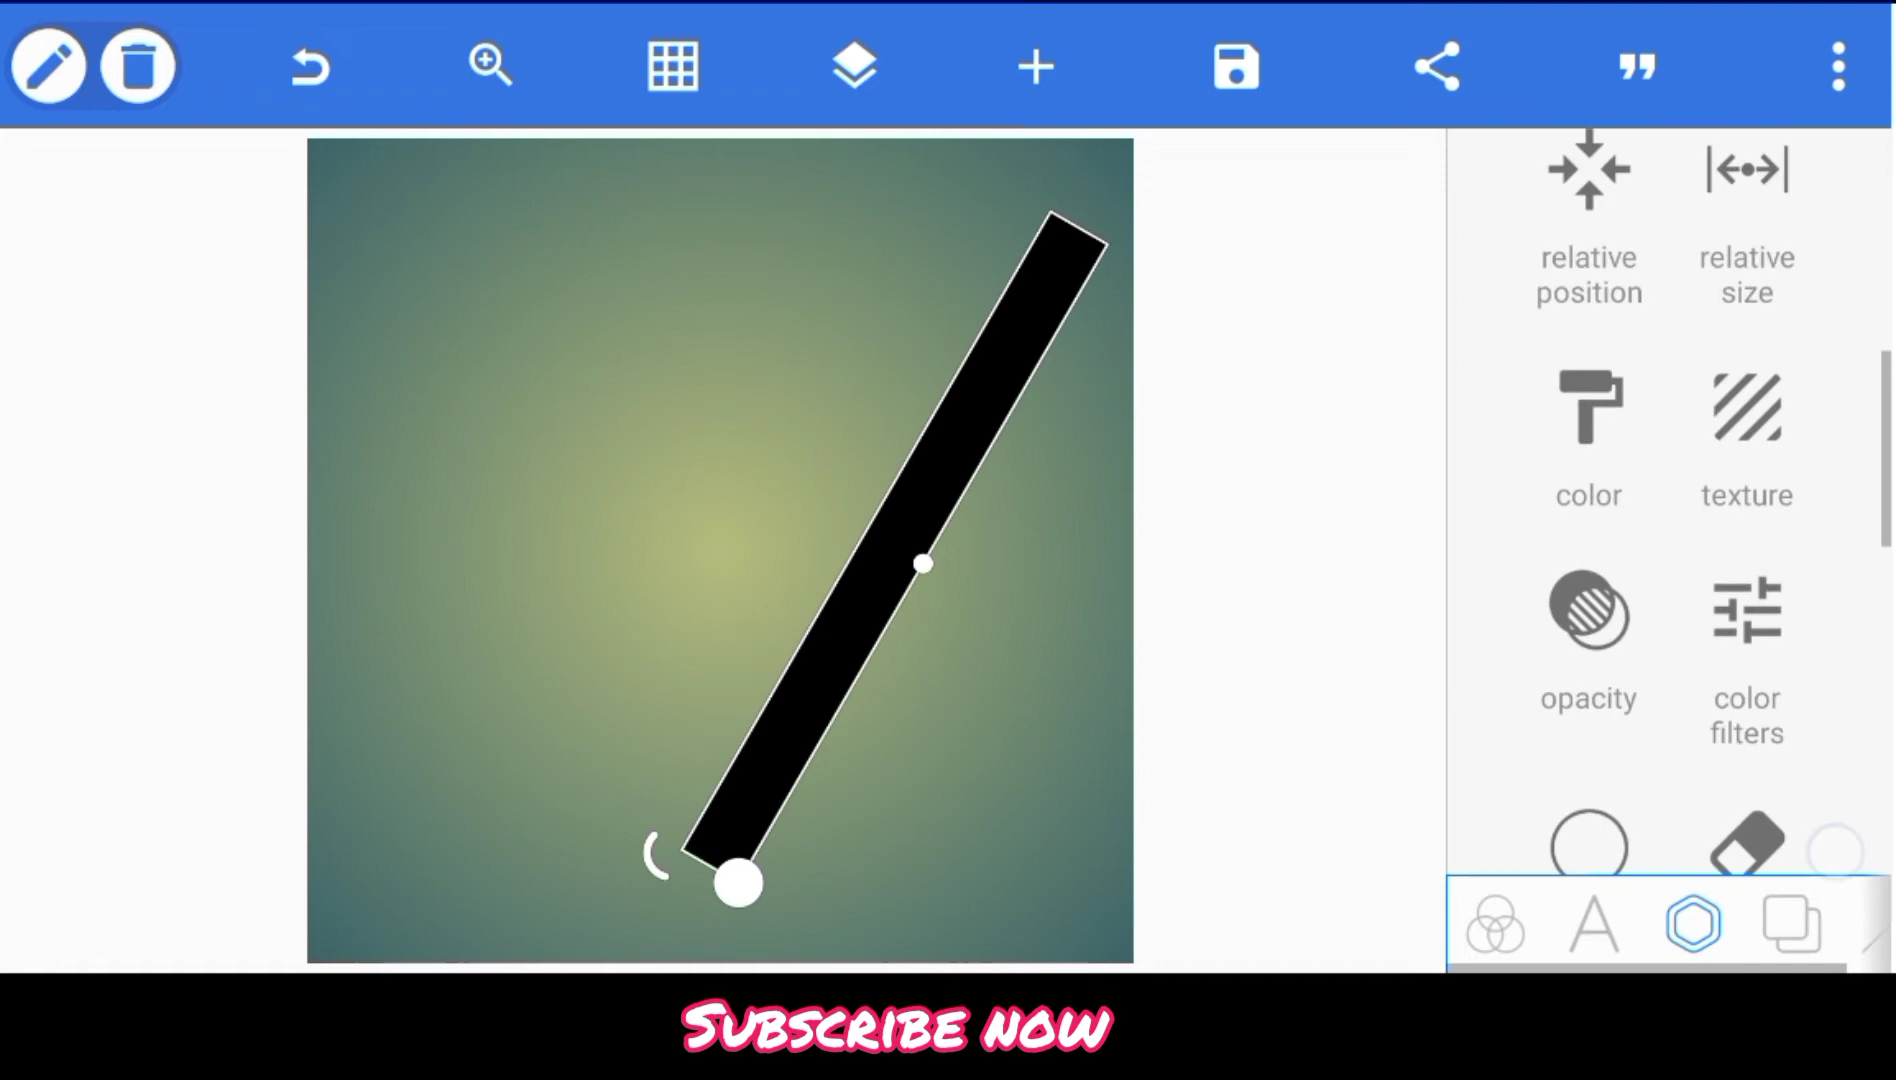 relative
position
relative
size
color
texture
opacity
color
filters
SUBSCRIBE NOW